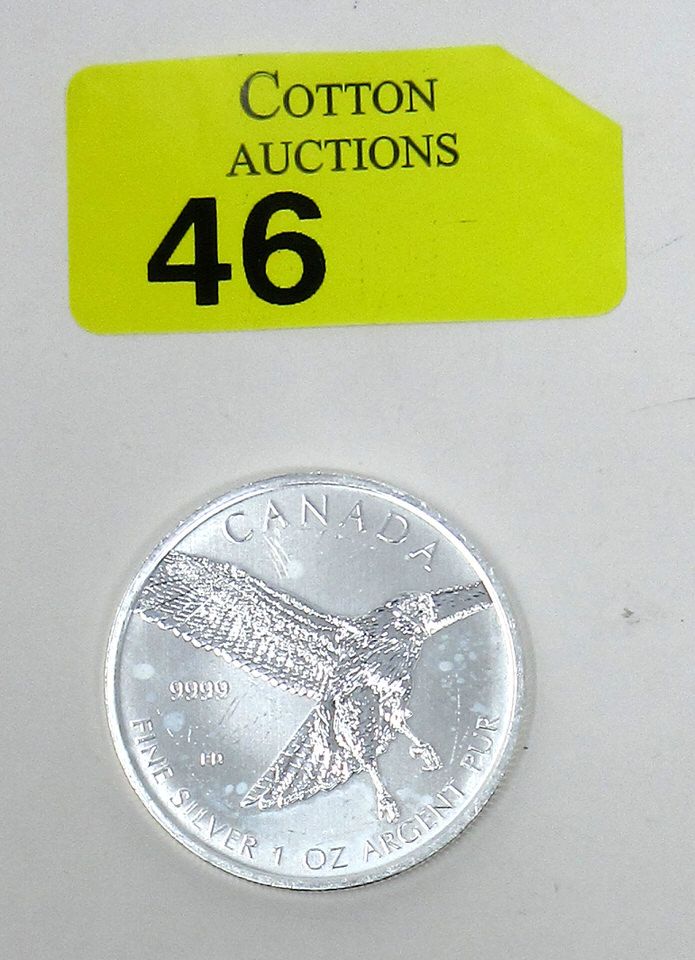 COTTON
AUCTIONS
46
CANADA
9999
FINE SILVER 1 OZ ARGENT PUR